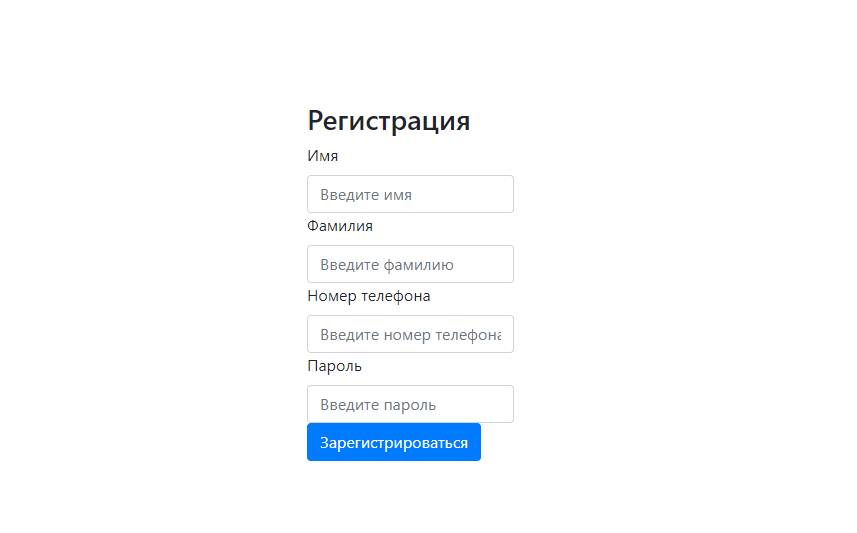 Регистрация
Имя
Введите имя
Фамилия
Введите фамилию
Номер телефона
Введите номер телефона
Пароль
Введите пароль
Зарегистрироваться